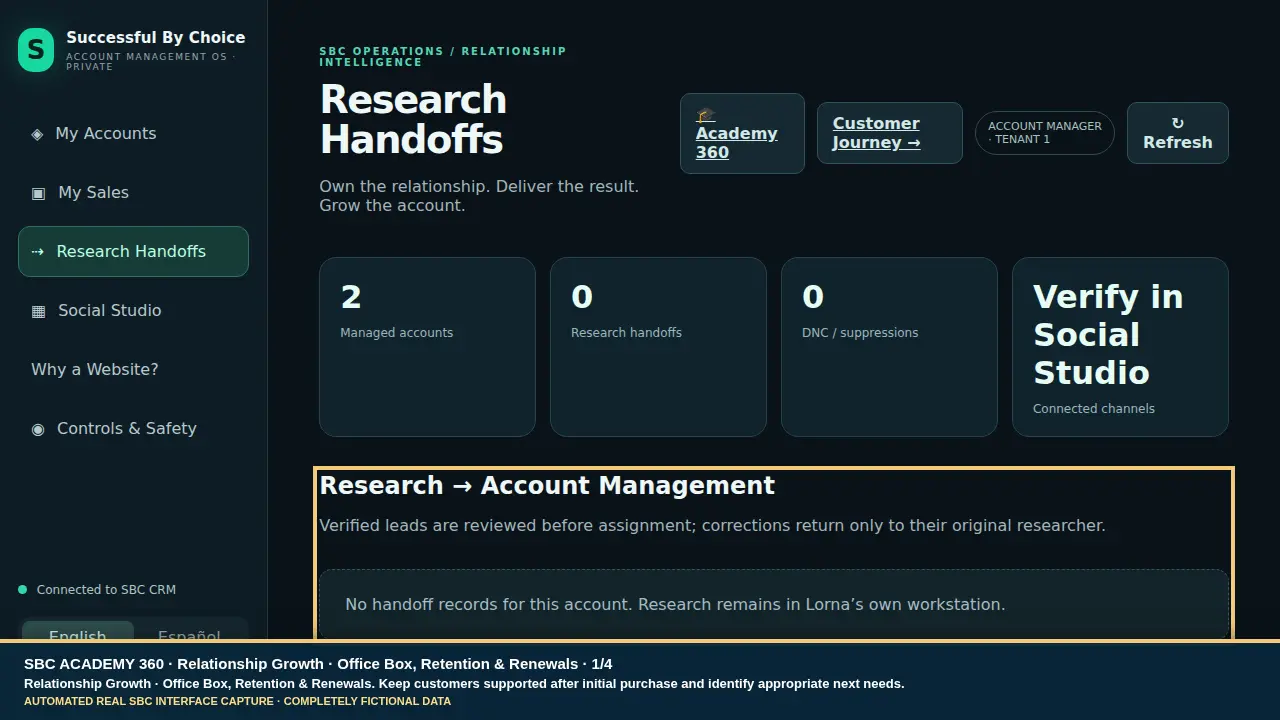 S
Successful By Choice
ACCOUNT MANAGEMENT OS ·
PRIVATE
◈ My Accounts
▣ My Sales
⇢ Research Handoffs
▦ Social Studio
Why a Website?
◉ Controls & Safety
Connected to SBC CRM
English Español
SBC OPERATIONS / RELATIONSHIP
INTELLIGENCE
Research
Handoffs
Own the relationship. Deliver the result.
Grow the account.
🎓
Academy
360
Customer
Journey →
ACCOUNT MANAGER
· TENANT 1
↻
Refresh
2
Managed accounts
0
Research handoffs
0
DNC / suppressions
Verify in
Social
Studio
Connected channels
Research → Account Management
Verified leads are reviewed before assignment; corrections return only to their original researcher.
No handoff records for this account. Research remains in Lorna’s own workstation.
SBC ACADEMY 360 · Relationship Growth · Office Box, Retention & Renewals · 1/4
Relationship Growth · Office Box, Retention & Renewals. Keep customers supported after initial purchase and identify appropriate next needs.
AUTOMATED REAL SBC INTERFACE CAPTURE · COMPLETELY FICTIONAL DATA